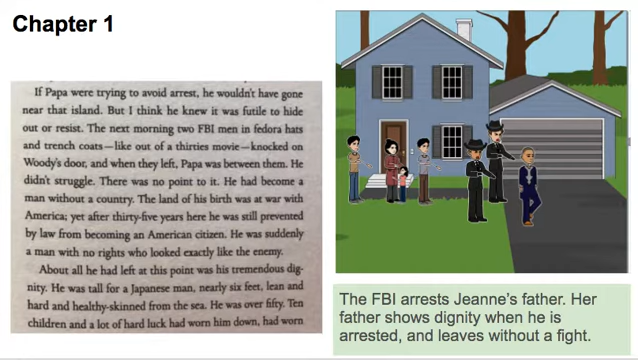 Chapter 1
If Papa were trying to avoid arrest, he wouldn't have gone
near that island. But I think he knew it was futile to hide
out or resist. The next morning two FBI men in fedora hats
and trench coats—like out of a thirties movie—knocked on
Woody's door, and when they left, Papa was between them. He
didn't struggle. There was no point to it. He had become a
man without a country. The land of his birth was at war with
America; yet after thirty-five years here he was still prevented
by law from becoming an American citizen. He was suddenly
a man with no rights who looked exactly like the enemy.
About all he had left at this point was his tremendous dig-
nity. He was tall for a Japanese man, nearly six feet, lean and
hard and healthy-skinned from the sea. He was over fifty. Ten
children and a lot of hard luck had worn him down, had worn
The FBI arrests Jeanne's father. Her
father shows dignity when he is
arrested, and leaves without a fight.